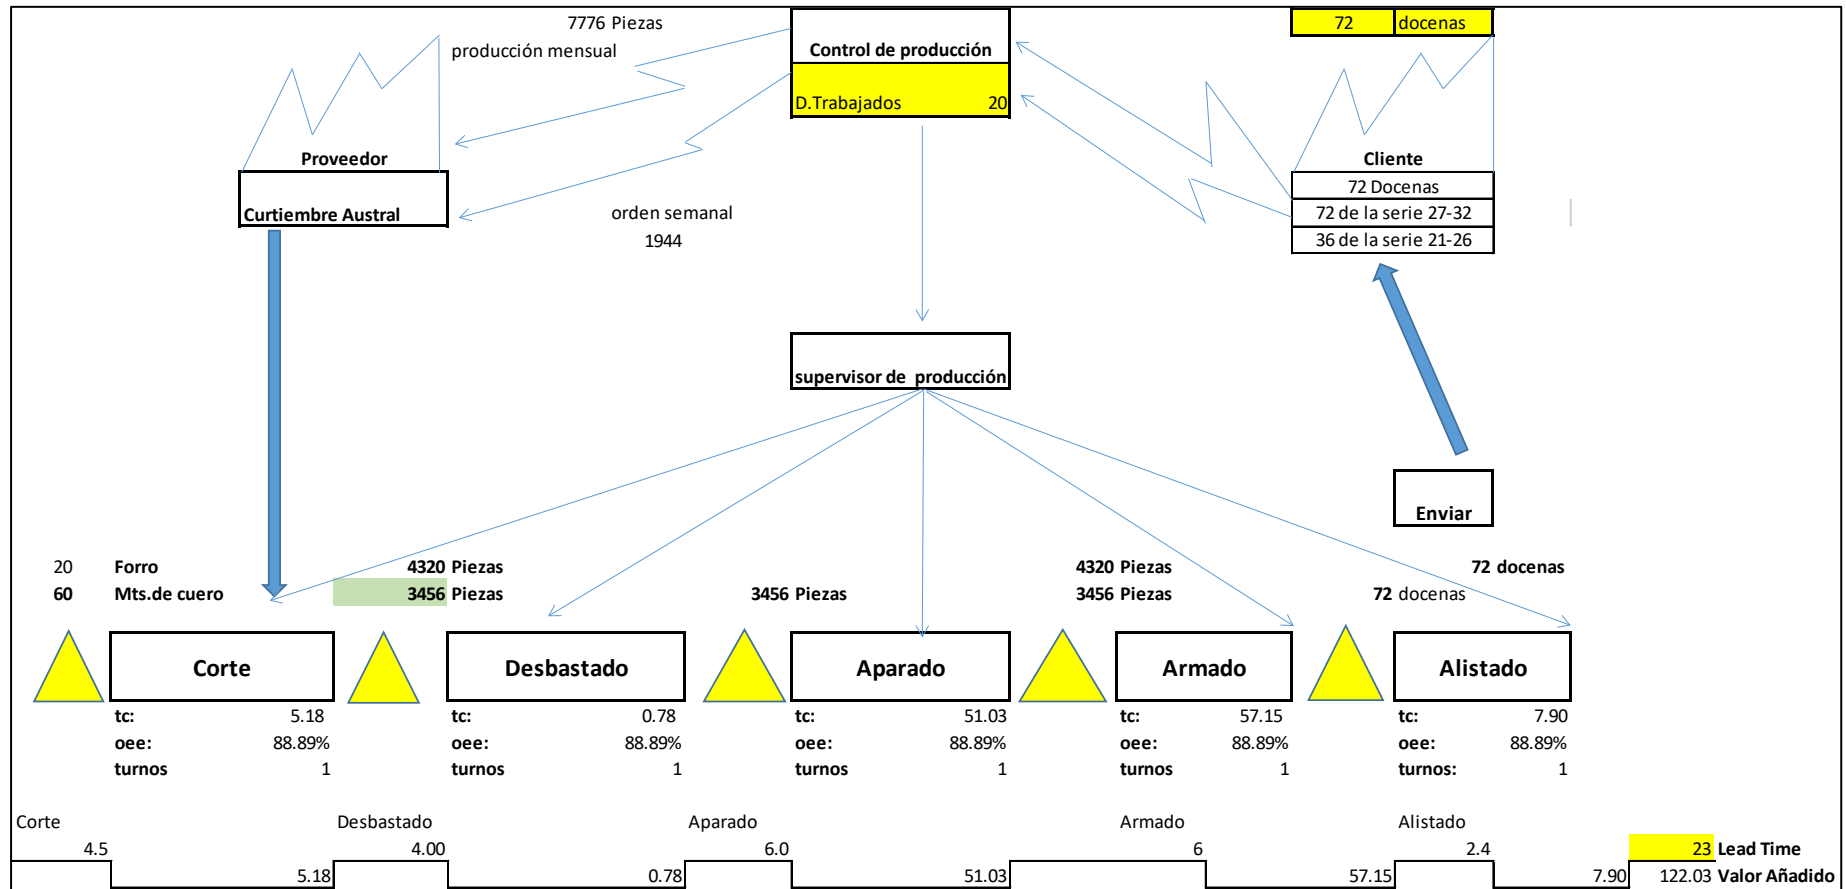 7776 Piezas
72 docenas
producción mensual
Control de producción
D.Trabajados 20
Proveedor
Cliente
72 Docenas
Curtiembre Austral
orden semanal
72 de la serie 27-32
1944
36 de la serie 21-26
supervisor de producción
Enviar
20 Forro
4320 Piezas
4320 Piezas
72 docenas
60 Mts.de cuero
3456 Piezas
3456 Piezas
3456 Piezas
72 docenas
Corte
Desbastado
Aparado
Armado
Alistado
tc: 5.18
tc: 0.78
tc: 51.03
tc: 57.15
tc: 7.90
oee: 88.89%
oee: 88.89%
oee: 88.89%
oee: 88.89%
oee: 88.89%
turnos 1
turnos 1
turnos 1
turnos 1
turnos: 1
Corte
Desbastado
Aparado
Armado
Alistado
4.5
4.00
6.0
6
2.4
23 Lead Time
5.18
0.78
51.03
57.15
7.90
122.03 Valor Añadido